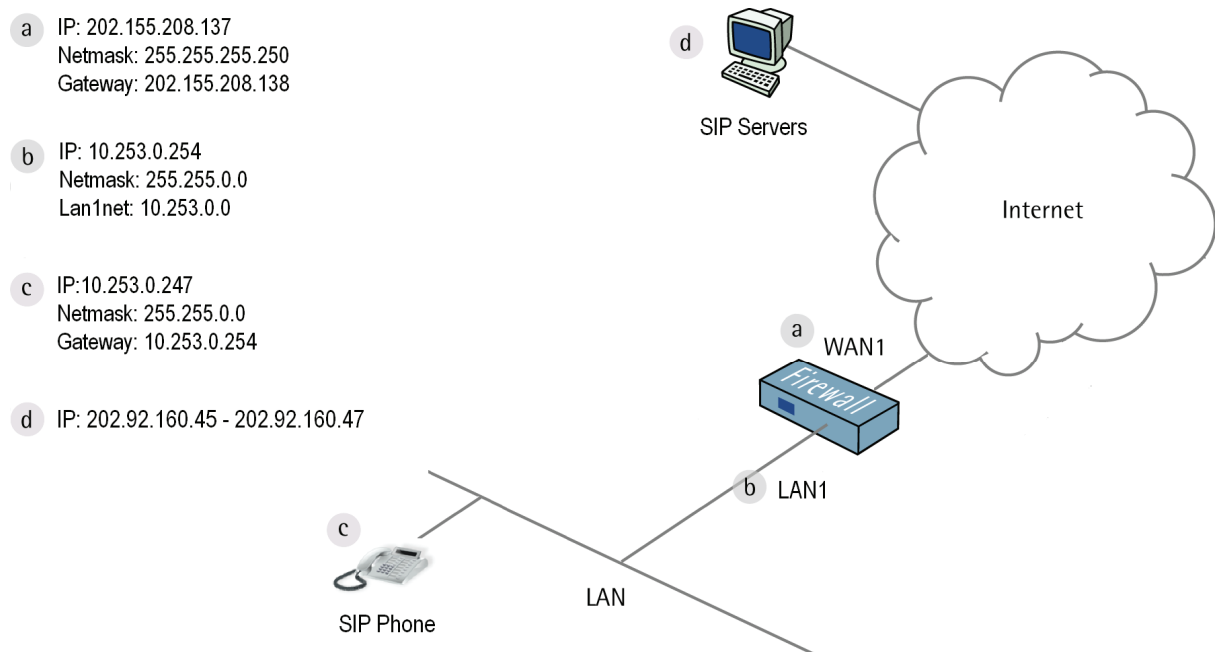 a IP: 202.155.208.137
Netmask: 255.255.255.250
Gateway: 202.155.208.138
b IP: 10.253.0.254
Netmask: 255.255.0.0
Lan1net: 10.253.0.0
c IP:10.253.0.247
Netmask: 255.255.0.0
Gateway: 10.253.0.254
d IP: 202.92.160.45 - 202.92.160.47
d
SIP Servers
Internet
a
WAN1
Firewall
b LAN1
c
LAN
SIP Phone